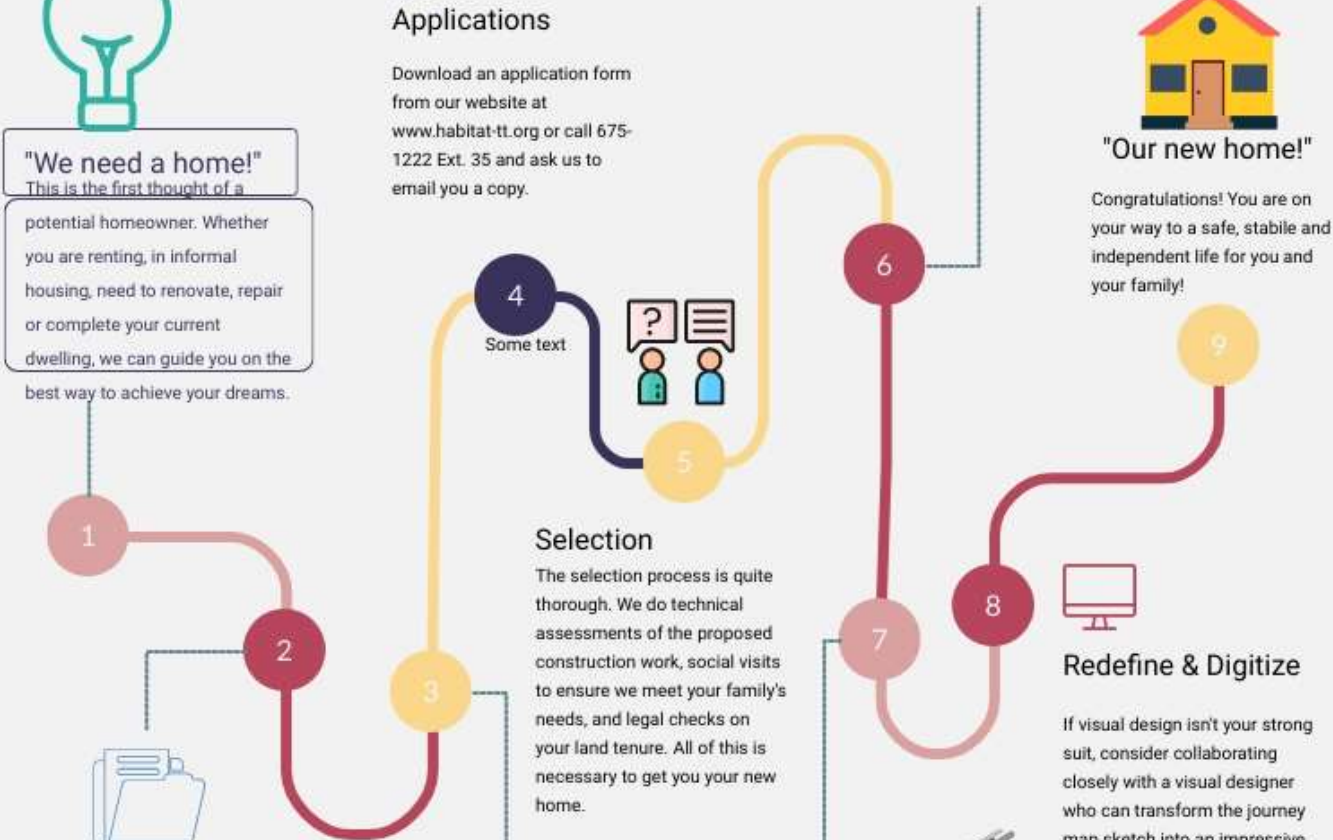 "We need a home!"
This is the first thought of a
potential homeowner. Whether
you are renting, in informal
housing, need to renovate, repair
or complete your current
dwelling, we can guide you on the
best way to achieve your dreams.
1
2
3
Applications
Download an application form
from our website at
www.habitat-tt.org or call 675-
1222 Ext. 35 and ask us to
email you a copy.
4
Some text
?
5
Selection
The selection process is quite
thorough. We do technical
assessments of the proposed
construction work, social visits
to ensure we meet your family's
needs, and legal checks on
your land tenure. All of this is
necessary to get you your new
home.
6
7
8
Redefine & Digitize
If visual design isn't your strong
suit, consider collaborating
closely with a visual designer
who can transform the journey
map sketch into an impressive
"Our new home!"
Congratulations! You are on
your way to a safe, stabile and
independent life for you and
your family!
9